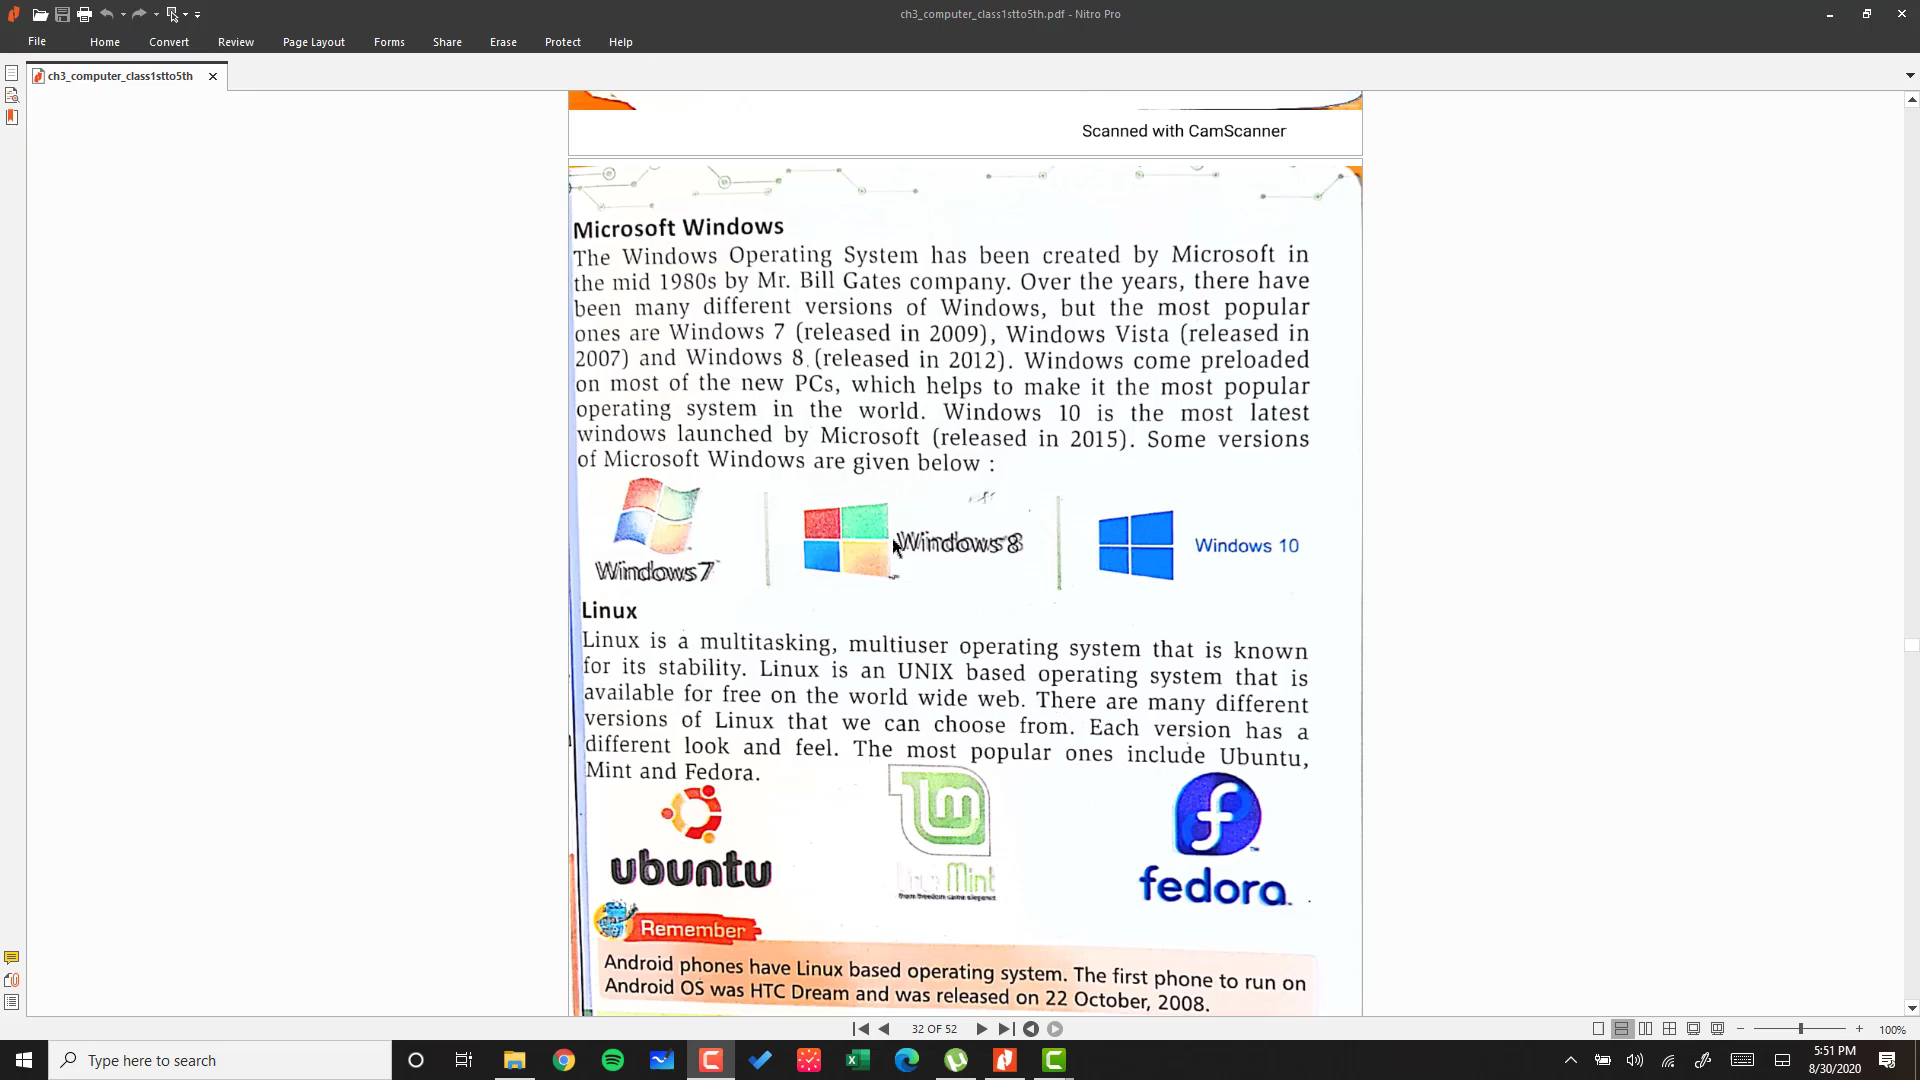 ch3_computer_class1stto5th.pdf - Nitro Pro
File Home Convert Review Page Layout Forms Share Erase Protect Help
ch3_computer_class1stto5th
Scanned with CamScanner
Microsoft Windows
The Windows Operating System has been created by Microsoft in
the mid 1980s by Mr. Bill Gates company. Over the years, there have
been many different versions of Windows, but the most popular
ones are Windows 7 (released in 2009), Windows Vista (released in
2007) and Windows 8 (released in 2012). Windows come preloaded
on most of the new PCs, which helps to make it the most popular
operating system in the world. Windows 10 is the most latest
windows launched by Microsoft (released in 2015). Some versions
of Microsoft Windows are given below :
Windows 7
Windows 8
Windows 10
Linux
Linux is a multitasking, multiuser operating system that is known
for its stability. Linux is an UNIX based operating system that is
available for free on the world wide web. There are many different
versions of Linux that we can choose from. Each version has a
different look and feel. The most popular ones include Ubuntu,
Mint and Fedora.
ubuntu
Linux Mint
from freedom came elegance
fedora
Remember
Android phones have Linux based operating system. The first phone to run on
Android OS was HTC Dream and was released on 22 October, 2008.
32 OF 52
100%
Type here to search
5:51 PM
8/30/2020